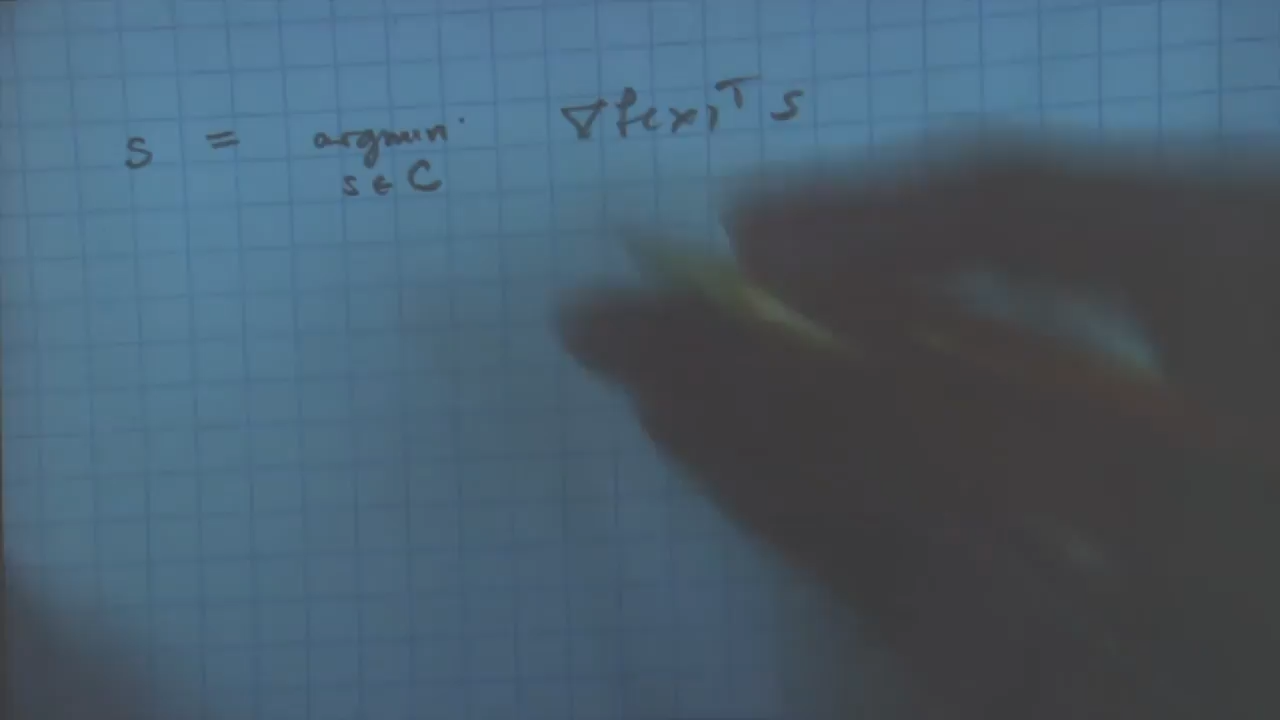 s = argmin ∇f(x)ᵀ s
s ∈ C